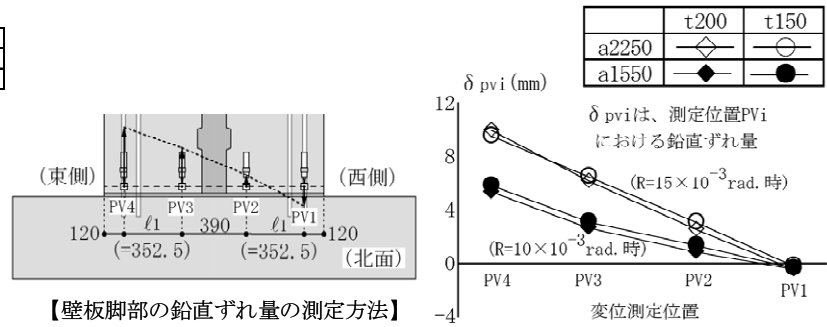 t200 t150
a2250
a1550
δpvi(mm)
12
8
4
0
-4
δpviは、測定位置PVi
における鉛直ずれ量
(R=15×10⁻³rad.時)
(R=10×10⁻³rad.時)
PV4 PV3 PV2 PV1
変位測定位置
(東側) (西側)
PV4 PV3 PV2 PV1
120 ℓ1 390 ℓ1 120
(=352.5) (=352.5)
(北面)
【壁板脚部の鉛直ずれ量の測定方法】